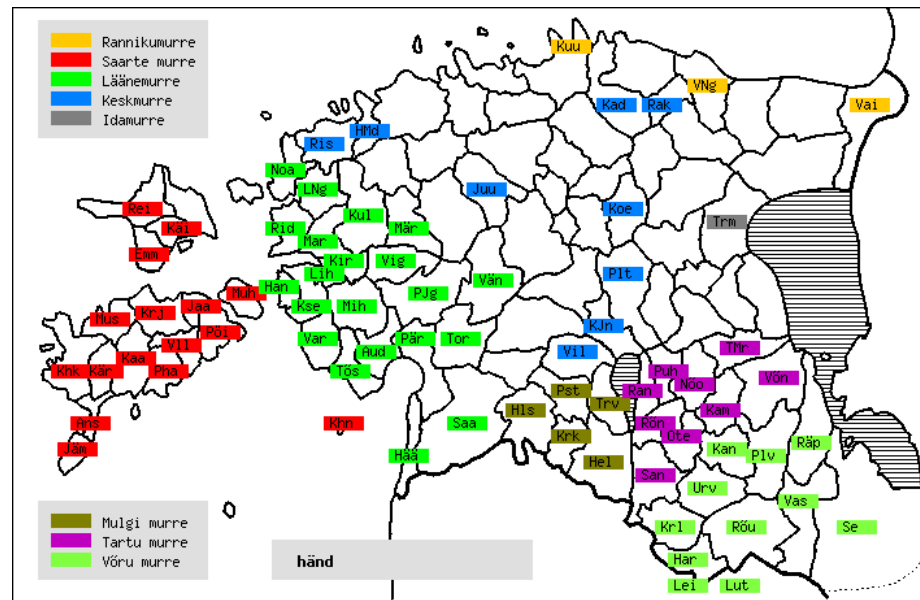 Rannikumurre
Saarte murre
Läänemurre
Keskmurre
Idamurre
Kuu
VNg
Kad Rak Vai
HMd
Ris
Noa
LNg Juu
Rei Kul Koe
Käi Rid Mär Trm
Mar
Emm Kir Vig
Lih Plt
Han Vän
Muh PJg
Jaa Kse Mih
Mus Krj
Põi KJn
Vll Var Pär Tor
Kaa Aud Vil TMr
Khk Kär Pha Tõs Puh Võn
Nõo
Pst Ran
Trv
Hls Kam
Ans Khn Saa Rõn
Krk Ote
Jäm Kan Räp
Hää Plv
Hel
San
Urv
Vas
Krl Rõu Se
Mulgi murre
Tartu murre
Võru murre
händ
Har
Lei Lut